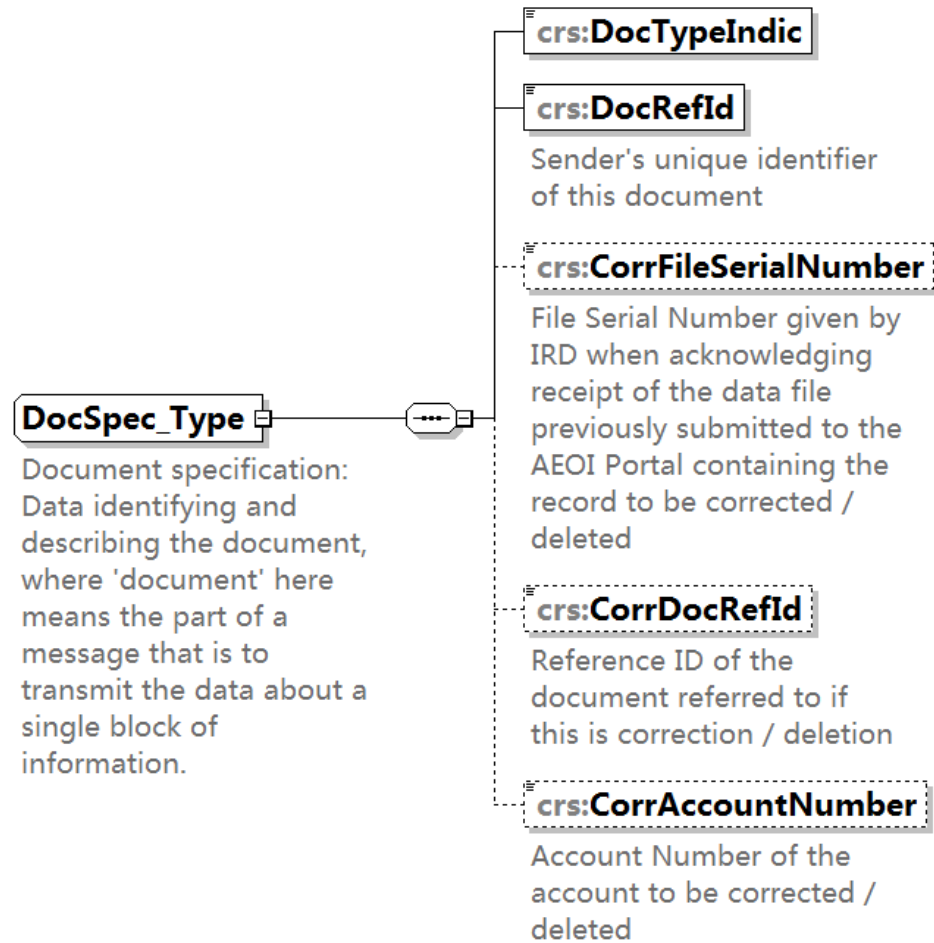 crs:DocTypeIndic
crs:DocRefId
Sender's unique identifier
of this document
crs:CorrFileSerialNumber
File Serial Number given by
IRD when acknowledging
receipt of the data file
previously submitted to the
AEOI Portal containing the
record to be corrected /
deleted
DocSpec_Type
Document specification:
Data identifying and
describing the document,
where 'document' here
means the part of a
message that is to
transmit the data about a
single block of
information.
crs:CorrDocRefId
Reference ID of the
document referred to if
this is correction / deletion
crs:CorrAccountNumber
Account Number of the
account to be corrected /
deleted